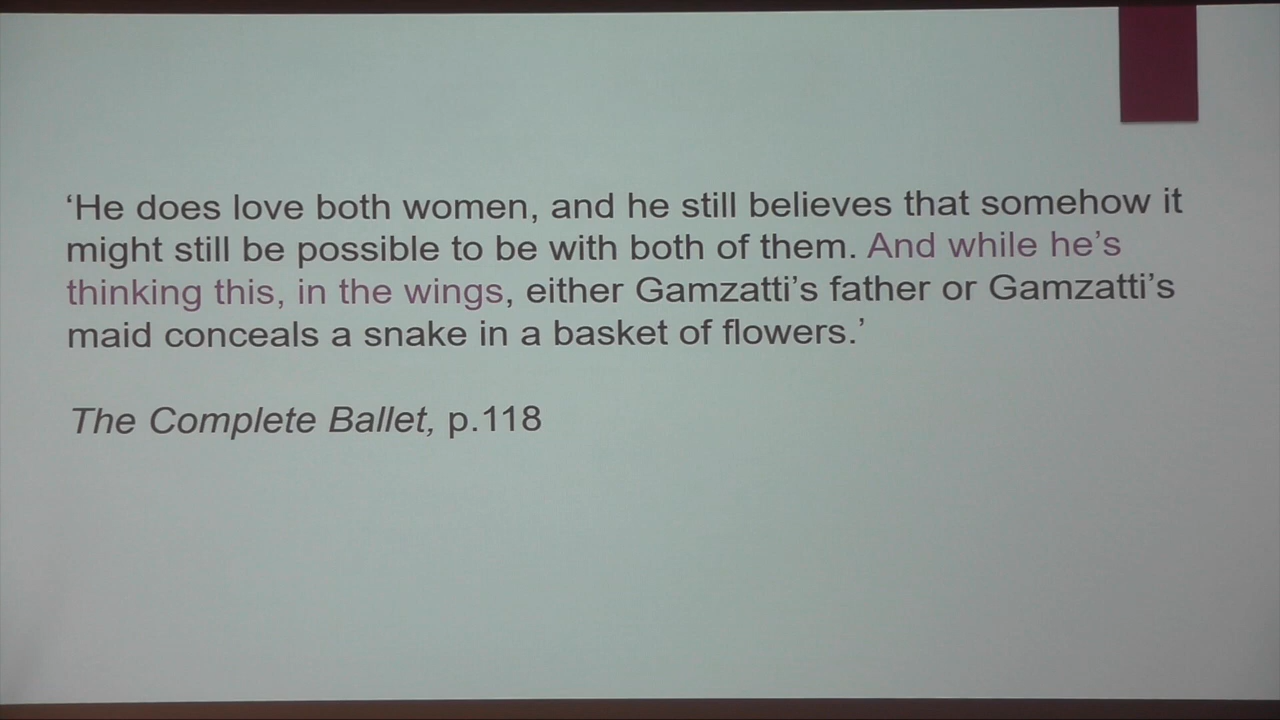 ‘He does love both women, and he still believes that somehow it
might still be possible to be with both of them. And while he’s
thinking this, in the wings, either Gamzatti’s father or Gamzatti’s
maid conceals a snake in a basket of flowers.’
The Complete Ballet, p.118